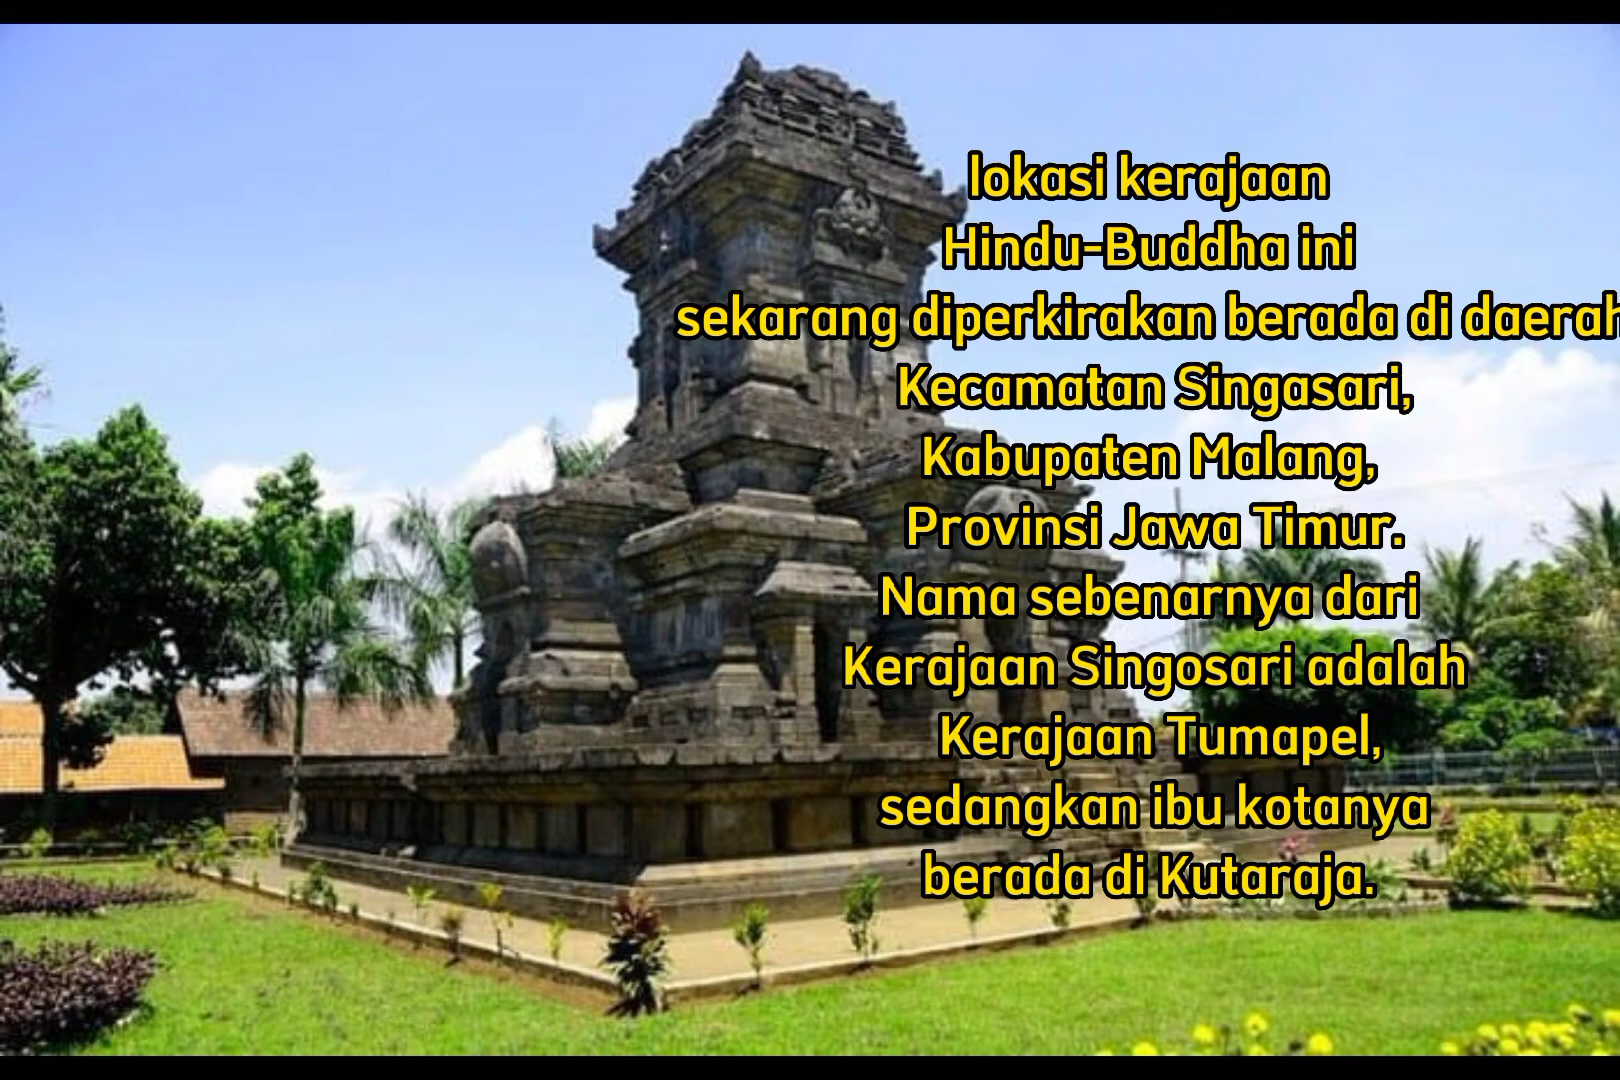 lokasi kerajaan
Hindu-Buddha ini
sekarang diperkirakan berada di daerah
Kecamatan Singasari,
Kabupaten Malang,
Provinsi Jawa Timur.
Nama sebenarnya dari
Kerajaan Singosari adalah
Kerajaan Tumapel,
sedangkan ibu kotanya
berada di Kutaraja.